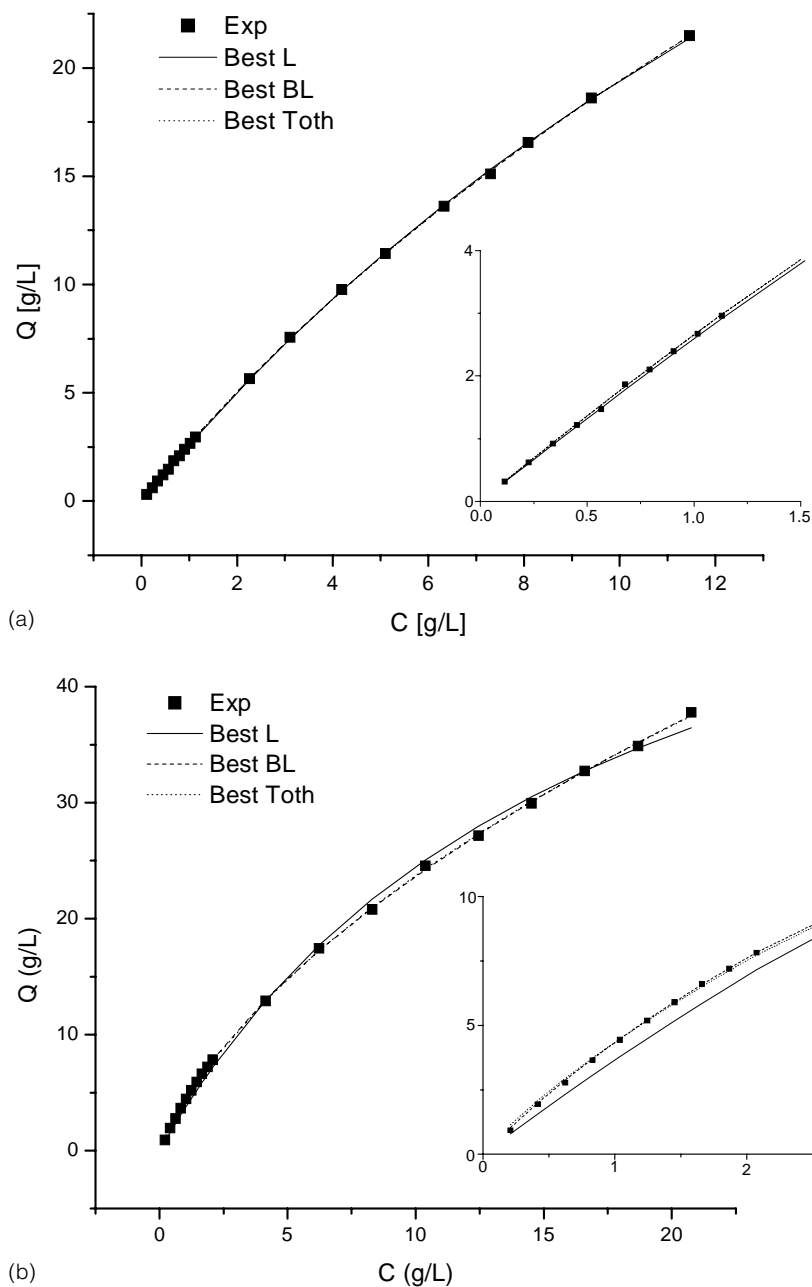 Exp
Best L
Best BL
Best Toth
20
15
10
5
0
Q [g/L]
4
2
0
0.0 0.5 1.0 1.5
0 2 4 6 8 10 12
(a)
C [g/L]
40
30
20
10
0
Exp
Best L
Best BL
Best Toth
Q (g/L)
10
5
0
0 1 2
0 5 10 15 20
(b)
C (g/L)